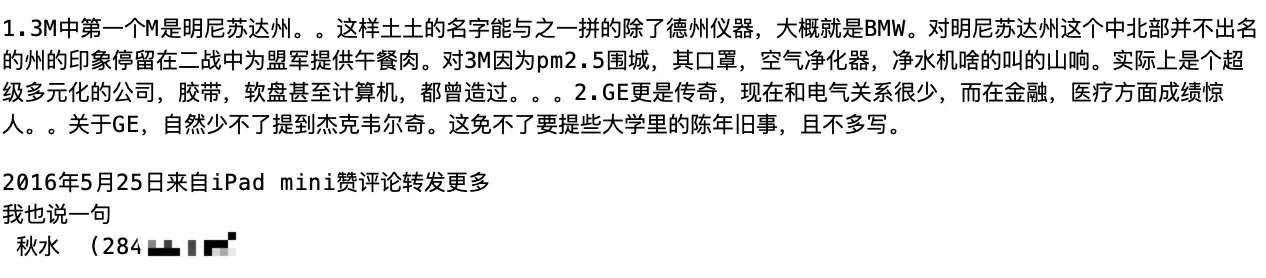 1.3M中第一个M是明尼苏达州。。这样土土的名字能与之一拼的除了德州仪器，大概就是BMW。对明尼苏达州这个中北部并不出名
的州的印象停留在二战中为盟军提供午餐肉。对3M因为pm2.5围城，其口罩，空气净化器，净水机啥的叫的山响。实际上是个超
级多元化的公司，胶带，软盘甚至计算机，都曾造过。。。2.GE更是传奇，现在和电气关系很少，而在金融，医疗方面成绩惊
人。。关于GE，自然少不了提到杰克韦尔奇。这免不了要提些大学里的陈年旧事，且不多写。
2016年5月25日来自iPad mini赞评论转发更多
我也说一句
秋水 (284